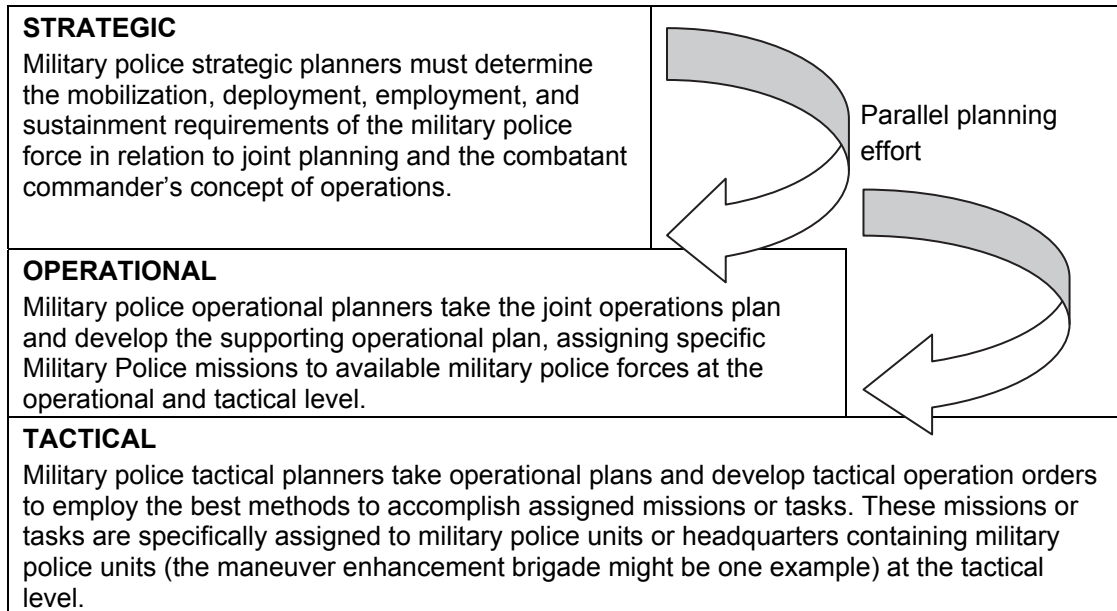 STRATEGIC
Military police strategic planners must determine
the mobilization, deployment, employment, and
sustainment requirements of the military police
force in relation to joint planning and the combatant
commander's concept of operations.
Parallel planning
effort
OPERATIONAL
Military police operational planners take the joint operations plan
and develop the supporting operational plan, assigning specific
Military Police missions to available military police forces at the
operational and tactical level.
TACTICAL
Military police tactical planners take operational plans and develop tactical operation orders
to employ the best methods to accomplish assigned missions or tasks. These missions or
tasks are specifically assigned to military police units or headquarters containing military
police units (the maneuver enhancement brigade might be one example) at the tactical
level.